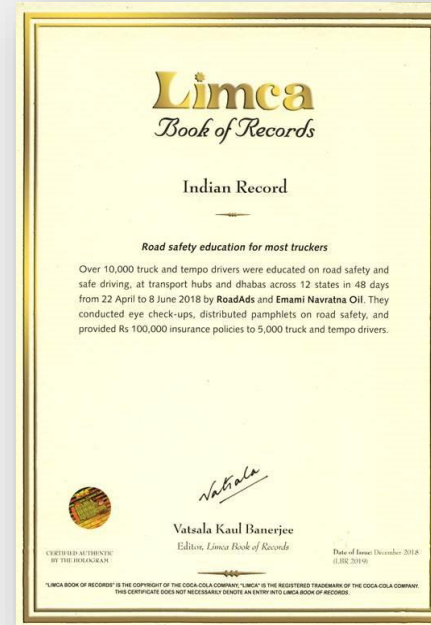 Limca
Book of Records
Indian Record
Road safety education for most truckers
Over 10,000 truck and tempo drivers were educated on road safety and
safe driving, at transport hubs and dhabas across 12 states in 48 days
from 22 April to 8 June 2018 by RoadAds and Emami Navratna Oil. They
conducted eye check-ups, distributed pamphlets on road safety, and
provided Rs 100,000 insurance policies to 5,000 truck and tempo drivers.
Vatsala
Vatsala Kaul Banerjee
Editor, Limca Book of Records
CERTIFIED AUTHENTIC
BY THE HOLOGRAM
Date of Issue: December 2018
(LBR 2019)
"LIMCA BOOK OF RECORDS" IS THE COPYRIGHT OF THE COCA-COLA COMPANY, "LIMCA" IS THE REGISTERED TRADEMARK OF THE COCA-COLA COMPANY.
THIS CERTIFICATE DOES NOT NECESSARILY DENOTE AN ENTRY INTO LIMCA BOOK OF RECORDS.